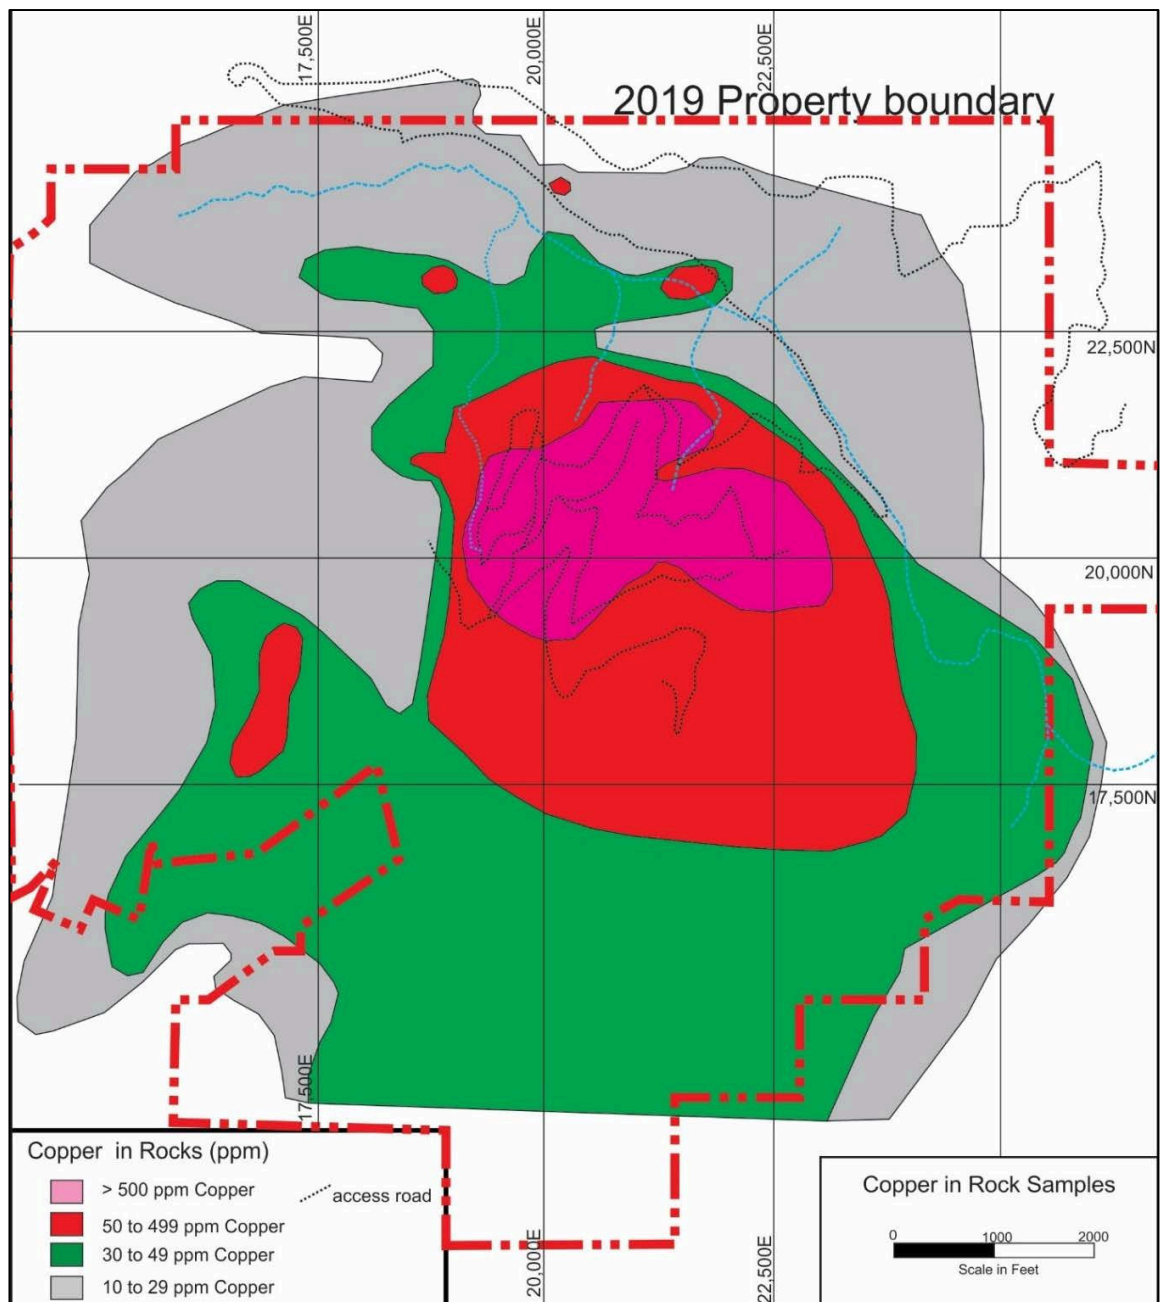 17,500E
20,000E
22,500E
2019 Property boundary
22,500N
20,000N
17,500N
17,500E
20,000E
22,500E
Copper in Rocks (ppm)
> 500 ppm Copper
access road
50 to 499 ppm Copper
30 to 49 ppm Copper
10 to 29 ppm Copper
Copper in Rock Samples
0 1000 2000
Scale in Feet